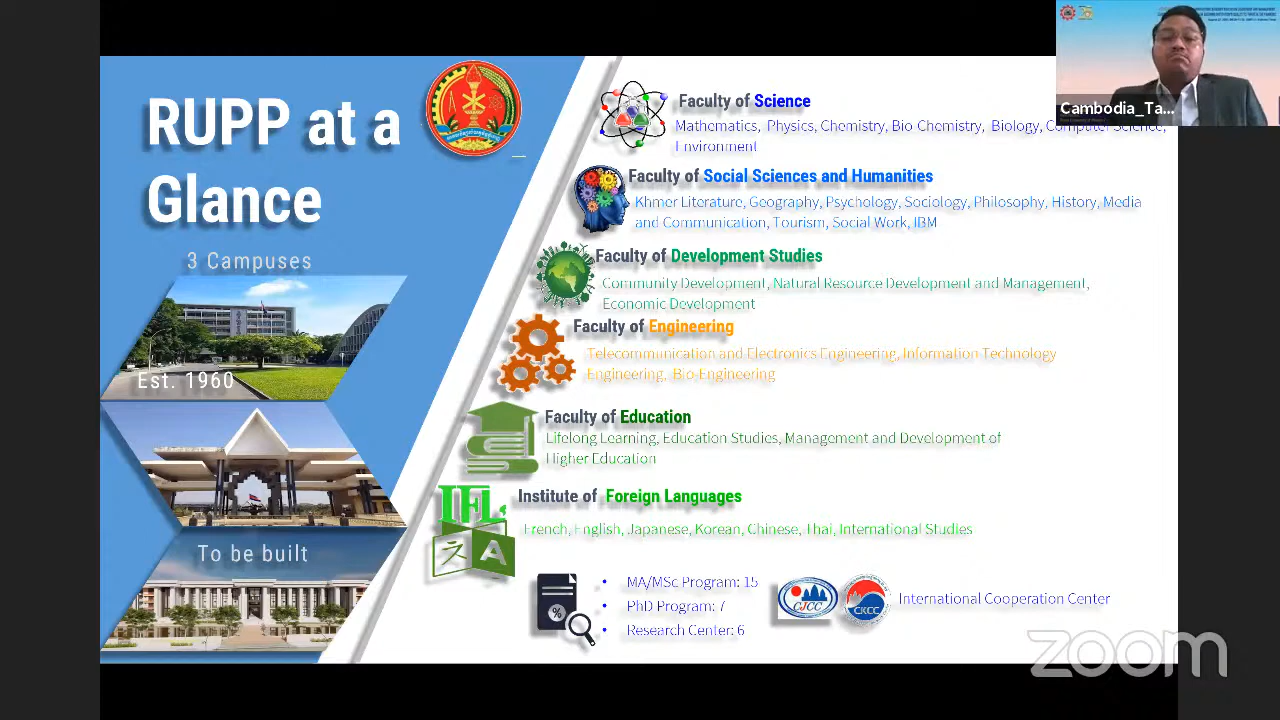 RUPP at a
Glance
3 Campuses
Est. 1960
To be built
Faculty of Science
Mathematics, Physics, Chemistry, Bio Chemistry, Biology, Computer Science,
Environment
Faculty of Social Sciences and Humanities
Khmer Literature, Geography, Psychology, Sociology, Philosophy, History, Media
and Communication, Tourism, Social Work, IBM
Faculty of Development Studies
Community Development, Natural Resource Development and Management,
Economic Development
Faculty of Engineering
Telecommunication and Electronics Engineering, Information Technology
Engineering, Bio-Engineering
Faculty of Education
Lifelong Learning, Education Studies, Management and Development of
Higher Education
IFL
Institute of Foreign Languages
A
French, English, Japanese, Korean, Chinese, Thai, International Studies
%
• MA/MSc Program: 15
• PhD Program: 7
• Research Center: 6
CJCC
CKCC
International Cooperation Center
Cambodia_Ta...
zoom